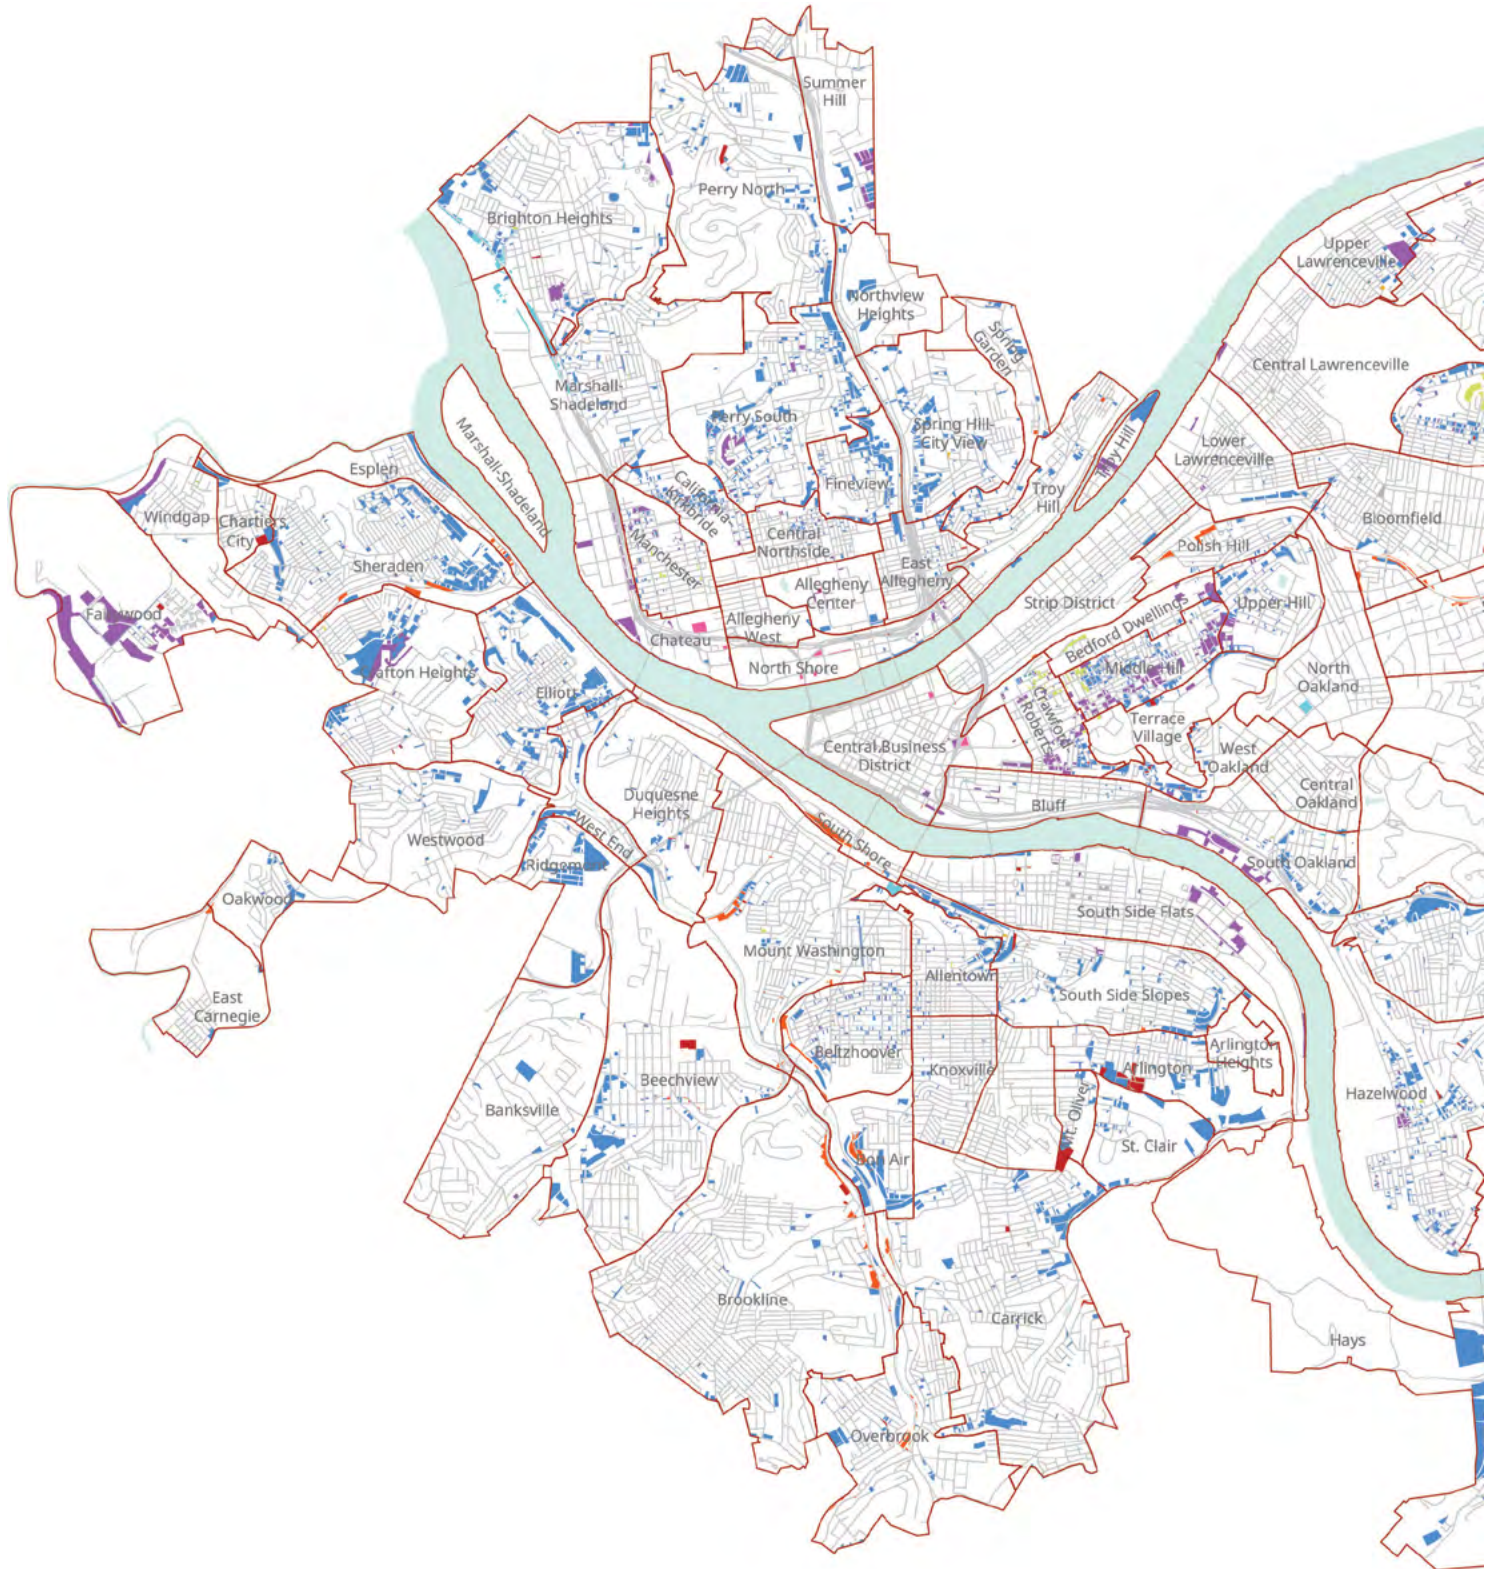 Summer
Hill
Perry North
Brighton Heights
Upper
Lawrenceville
Northview
Heights
Spring
Garden
Central Lawrenceville
Marshall-
Shadeland
Perry South
Spring Hill-
City View
Marshall-Shadeland
Troy Hill
Lower
Lawrenceville
Esplen
Fineview
Troy
Hill
Windgap
Chartiers
City
California-
Kirkbride
Bloomfield
Central
Northside
Polish Hill
Manchester
East
Allegheny
Sheraden
Allegheny
Center
Strip District
Upper Hill
Fairywood
Bedford Dwellings
Allegheny
West
Chateau
North Shore
Middle Hill
North
Oakland
Crafton Heights
Elliott
Crawford-
Roberts
Terrace
Village
Central Business
District
West
Oakland
Central
Oakland
Duquesne
Heights
Bluff
West End
South Shore
Westwood
Ridgemont
South Oakland
Oakwood
South Side Flats
Mount Washington
Allentown
South Side Slopes
East
Carnegie
Beltzhoover
Arlington
Heights
Knoxville
Arlington
Beechview
Banksville
Hazelwood
Mt. Oliver
St. Clair
Bon Air
Brookline
Carrick
Hays
Overbrook